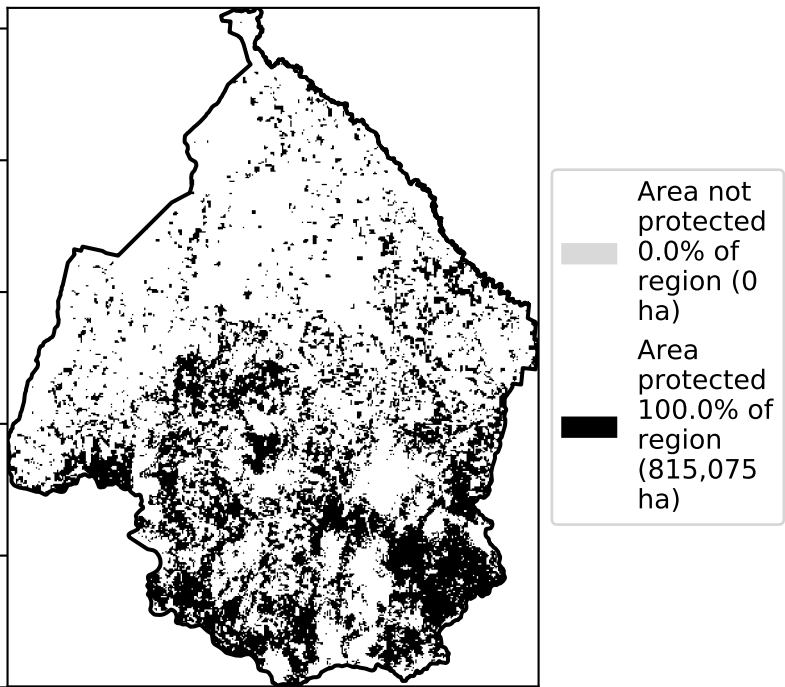 Area not
protected
0.0% of
region (0
ha)
Area
protected
100.0% of
region
(815,075
ha)